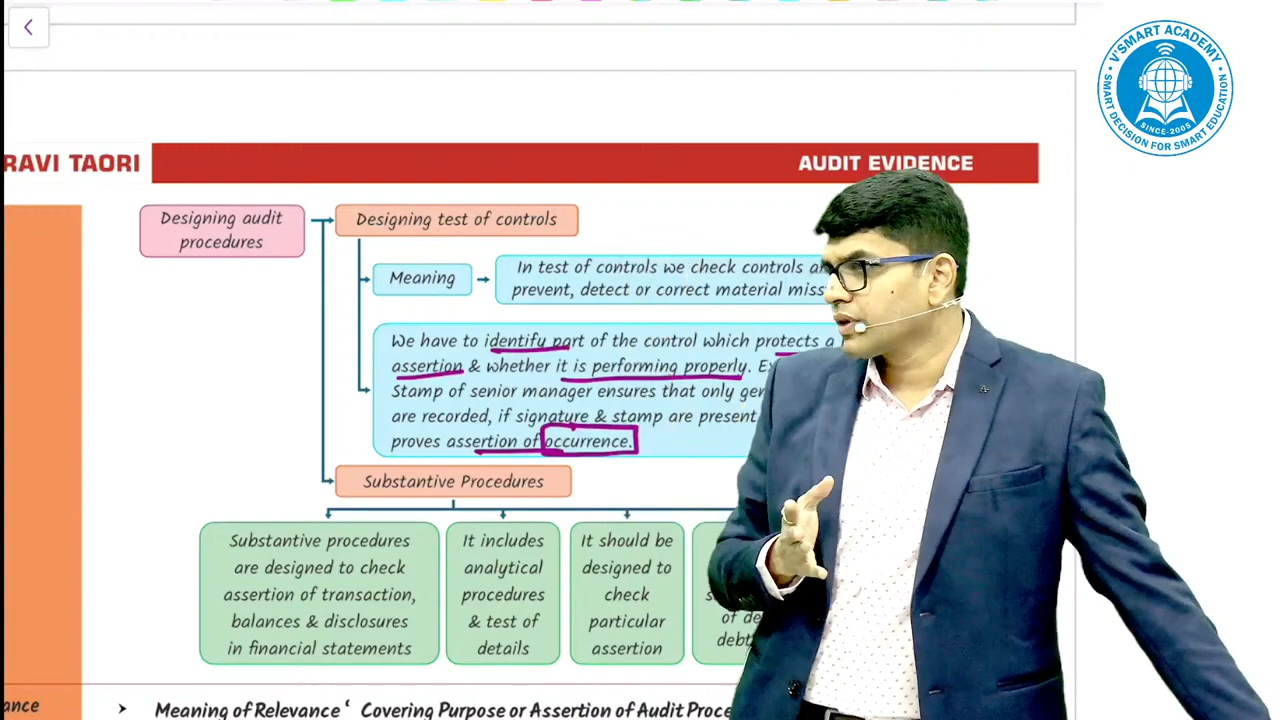 V'SMART ACADEMY
SMART DECISION FOR SMART EDUCATION
SINCE-2005
RAVI TAORI
AUDIT EVIDENCE
Designing audit
procedures
Designing test of controls
Meaning
In test of controls we check controls
prevent, detect or correct material
We have to identify part of the control which protects a
assertion & whether it is performing properly.
Stamp of senior manager ensures that only
are recorded, if signature & stamp are present
proves assertion of occurrence.
Substantive Procedures
Substantive procedures
are designed to check
assertion of transaction,
balances & disclosures
in financial statements
It includes
analytical
procedures
& test of
details
It should be
designed to
check
particular
assertion
of
Meaning of Relevance ‘ Covering Purpose or Assertion of Audit